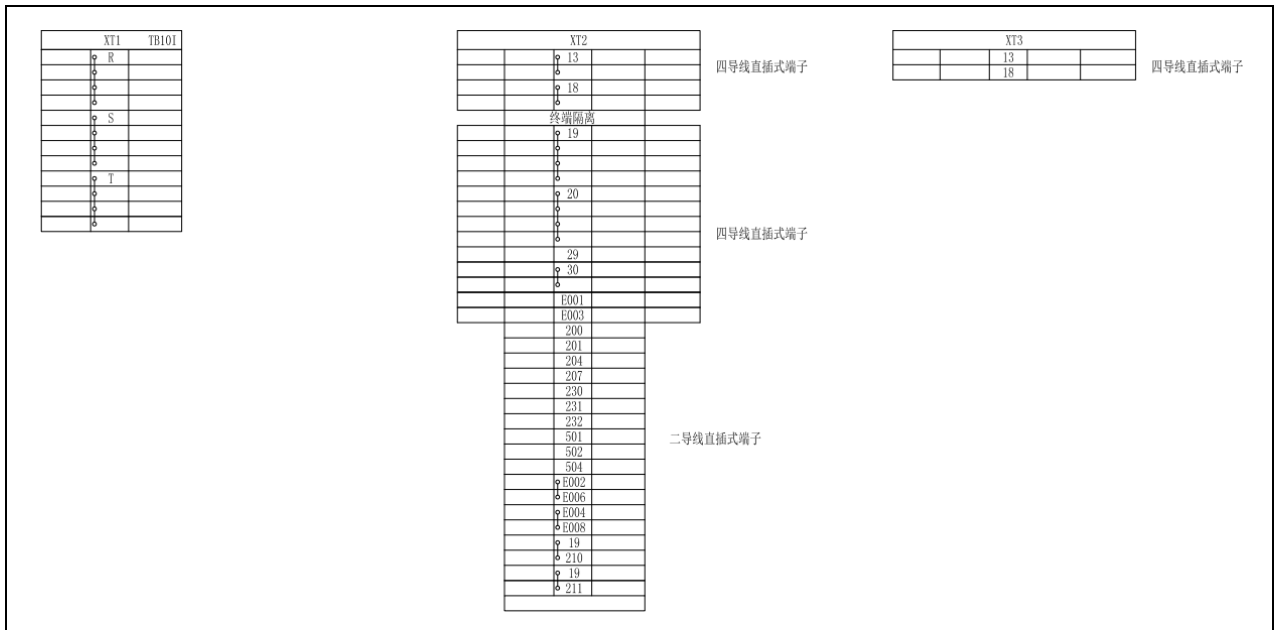 XT1 TB10I
R
S
T
XT2
13
18
四导线直插式端子
终端隔离
19
20
29
30
E001
E003
四导线直插式端子
200
201
204
207
230
231
232
501
502
504
E002
E006
E004
E008
19
210
19
211
二导线直插式端子
XT3
13
18
四导线直插式端子